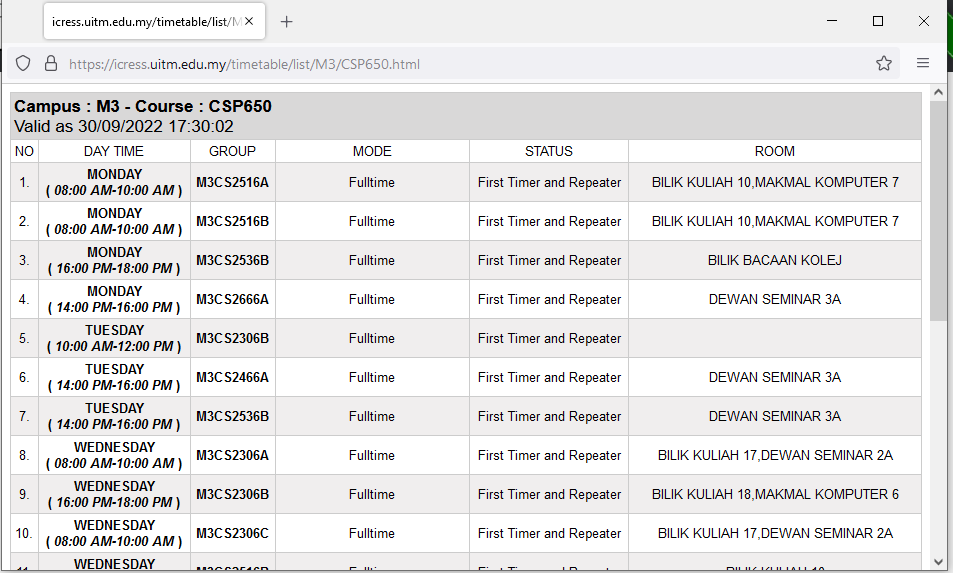 icress.uitm.edu.my/timetable/list/M
https://icress.uitm.edu.my/timetable/list/M3/CSP650.html
Campus : M3 - Course : CSP650
Valid as 30/09/2022 17:30:02
NO DAY TIME GROUP MODE STATUS ROOM
1. MONDAY ( 08:00 AM-10:00 AM ) M3CS2516A Fulltime First Timer and Repeater BILIK KULIAH 10,MAKMAL KOMPUTER 7
2. MONDAY ( 08:00 AM-10:00 AM ) M3CS2516B Fulltime First Timer and Repeater BILIK KULIAH 10,MAKMAL KOMPUTER 7
3. MONDAY ( 16:00 PM-18:00 PM ) M3CS2536B Fulltime First Timer and Repeater BILIK BACAAN KOLEJ
4. MONDAY ( 14:00 PM-16:00 PM ) M3CS2666A Fulltime First Timer and Repeater DEWAN SEMINAR 3A
5. TUESDAY ( 10:00 AM-12:00 PM ) M3CS2306B Fulltime First Timer and Repeater
6. TUESDAY ( 14:00 PM-16:00 PM ) M3CS2466A Fulltime First Timer and Repeater DEWAN SEMINAR 3A
7. TUESDAY ( 14:00 PM-16:00 PM ) M3CS2536B Fulltime First Timer and Repeater DEWAN SEMINAR 3A
8. WEDNESDAY ( 08:00 AM-10:00 AM ) M3CS2306A Fulltime First Timer and Repeater BILIK KULIAH 17,DEWAN SEMINAR 2A
9. WEDNESDAY ( 16:00 PM-18:00 PM ) M3CS2306B Fulltime First Timer and Repeater BILIK KULIAH 18,MAKMAL KOMPUTER 6
10. WEDNESDAY ( 08:00 AM-10:00 AM ) M3CS2306C Fulltime First Timer and Repeater BILIK KULIAH 17,DEWAN SEMINAR 2A
WEDNESDAY